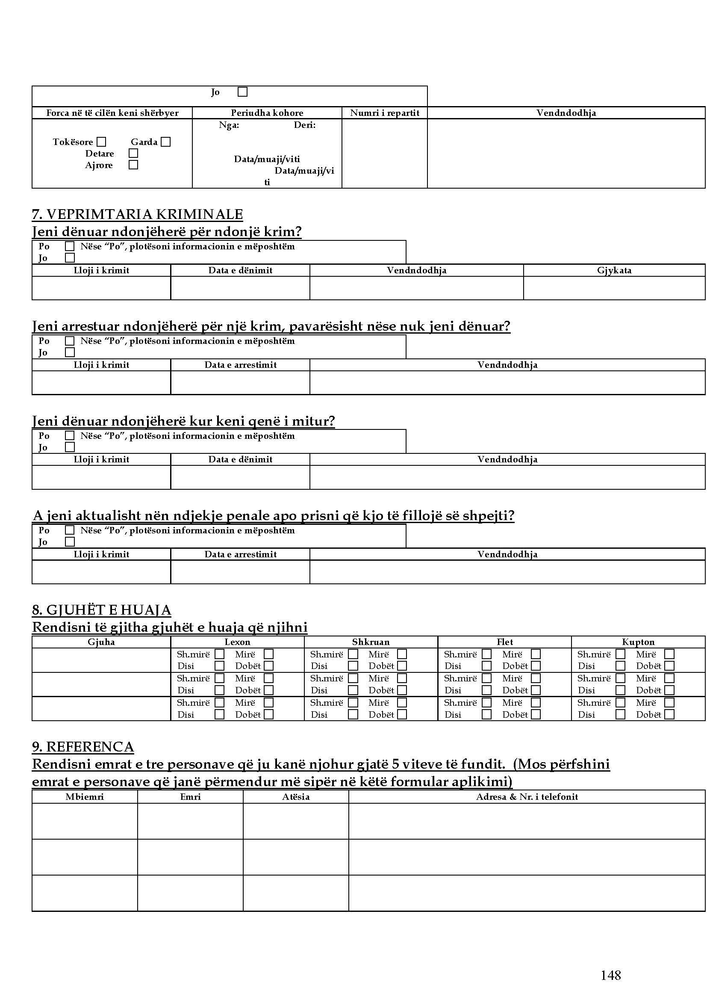 Jo
Forca në të cilën keni shërbyer Periudha kohore Numri i repartit Vendndodhja
Nga: Deri:
Tokësore Garda
Detare
Ajrore
Data/muaji/viti
Data/muaji/vi
ti
7. VEPRIMTARIA KRIMINALE
Jeni dënuar ndonjëherë për ndonjë krim?
Po Nëse “Po”, plotësoni informacionin e mëposhtëm
Jo
Lloji i krimit Data e dënimit Vendndodhja Gjykata
Jeni arrestuar ndonjëherë për një krim, pavarësisht nëse nuk jeni dënuar?
Po Nëse “Po”, plotësoni informacionin e mëposhtëm
Jo
Lloji i krimit Data e arrestimit Vendndodhja
Jeni dënuar ndonjëherë kur keni qenë i mitur?
Po Nëse “Po”, plotësoni informacionin e mëposhtëm
Jo
Lloji i krimit Data e dënimit Vendndodhja
A jeni aktualisht nën ndjekje penale apo prisni që kjo të fillojë së shpejti?
Po Nëse “Po”, plotësoni informacionin e mëposhtëm
Jo
Lloji i krimit Data e arrestimit Vendndodhja
8. GJUHËT E HUAJA
Rendisni të gjitha gjuhët e huaja që njihni
Gjuha Lexon Shkruan Flet Kupton
Sh.mirë Mirë Sh.mirë Mirë Sh.mirë Mirë Sh.mirë Mirë
Disi Dobët Disi Dobët Disi Dobët Disi Dobët
Sh.mirë Mirë Sh.mirë Mirë Sh.mirë Mirë Sh.mirë Mirë
Disi Dobët Disi Dobët Disi Dobët Disi Dobët
Sh.mirë Mirë Sh.mirë Mirë Sh.mirë Mirë Sh.mirë Mirë
Disi Dobët Disi Dobët Disi Dobët Disi Dobët
9. REFERENCA
Rendisni emrat e tre personave që ju kanë njohur gjatë 5 viteve të fundit. (Mos përfshini
emrat e personave që janë përmendur më sipër në këtë formular aplikimi)
Mbiemri Emri Atësia Adresa & Nr. i telefonit
148